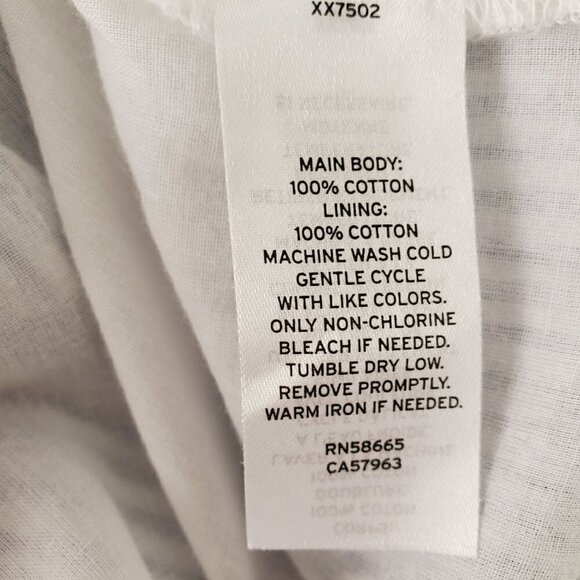 XX7502
MAIN BODY:
100% COTTON
LINING:
100% COTTON
MACHINE WASH COLD
GENTLE CYCLE
WITH LIKE COLORS.
ONLY NON-CHLORINE
BLEACH IF NEEDED.
TUMBLE DRY LOW.
REMOVE PROMPTLY.
WARM IRON IF NEEDED.
RN58665
CA57963